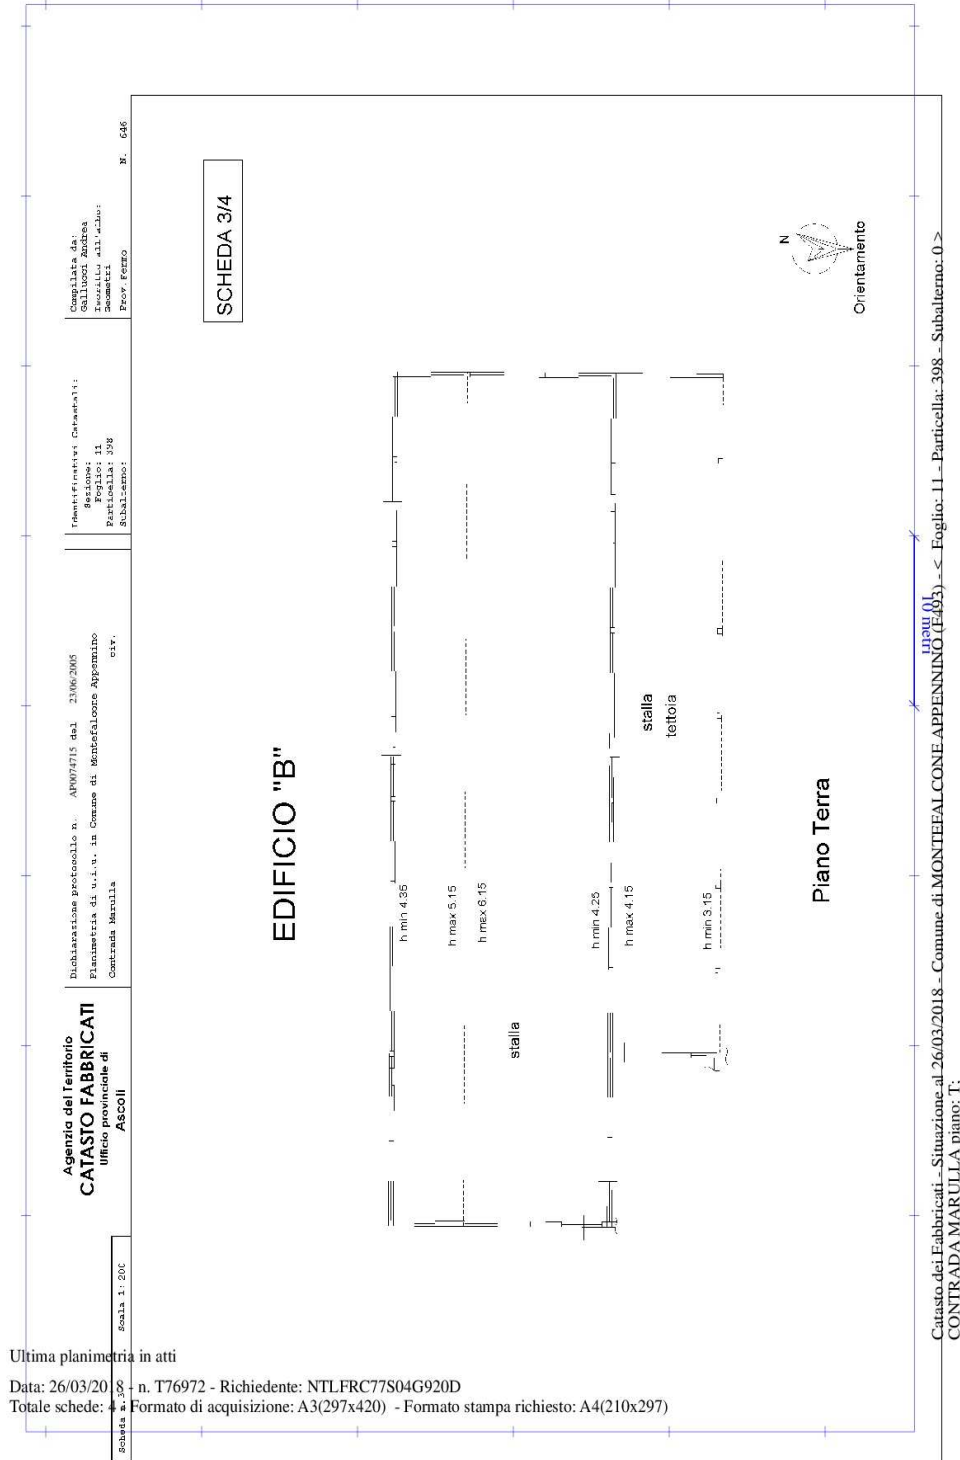 Agenzia del Territorio
CATASTO FABBRICATI
Ufficio provinciale di
Ascoli
Dichiarazione protocollo n. AP0074715 del 23/06/2005
Planimetria di u.i.u. in Comune di Montefalcone Appennino
Contrada Marulla civ.
Identificativi Catastali:
Sezione:
Foglio: 11
Particella: 398
Subalterno:
Compilata da:
Gallucci Andrea
Iscritto all'albo:
Geometri
Prov. Fermo N. 646
Scheda n. 3 Scala 1: 200
SCHEDA 3/4
EDIFICIO "B"
h min 4.35
h max 5.15
h max 6.15
stalla
h min 4.25
h max 4.15
stalla
tettoia
h min 3.15
Piano Terra
N
Orientamento
10 metri
Catasto dei Fabbricati - Situazione al 26/03/2018 - Comune di MONTEFALCONE APPENNINO (F493) - < Foglio: 11 - Particella: 398 - Subalterno: 0 >
CONTRADA MARULLA piano: T;
Ultima planimetria in atti
Data: 26/03/2018 - n. T76972 - Richiedente: NTLFRC77S04G920D
Totale schede: 4 - Formato di acquisizione: A3(297x420) - Formato stampa richiesto: A4(210x297)